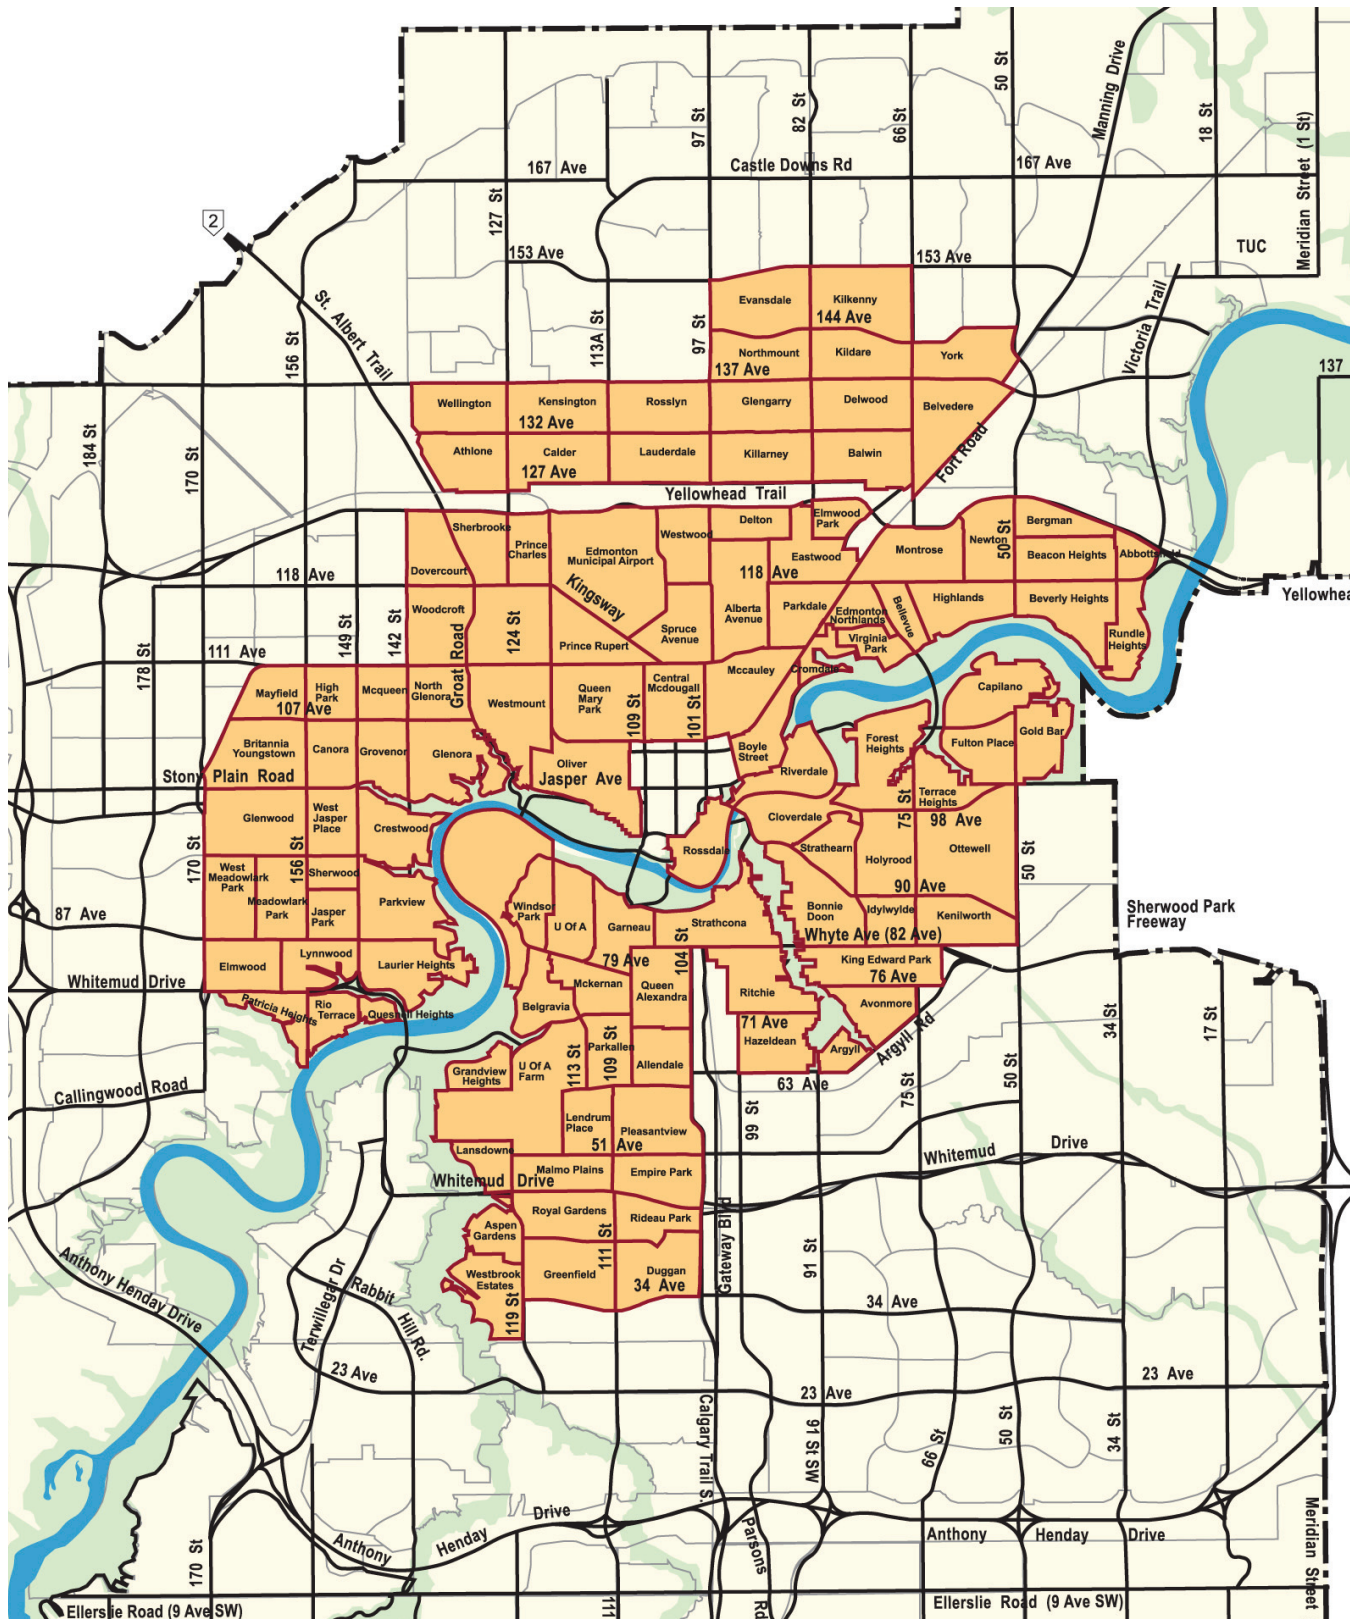 50 St
Manning Drive
97 St
82 St
66 St
18 St
Meridian Street (1 St)
167 Ave
Castle Downs Rd
167 Ave
127 St
2
153 Ave
153 Ave
TUC
St. Albert Trail
156 St
113A St
97 St
Victoria Trail
Evansdale
Kilkenny
144 Ave
Northmount
Kildare
York
137 Ave
137
Wellington
Kensington
Rosslyn
Glengarry
Delwood
Belvedere
132 Ave
184 St
170 St
Athlone
Calder
Lauderdale
Killarney
Balwin
127 Ave
Fort Road
Yellowhead Trail
Sherbrooke
Prince
Charles
Edmonton
Municipal Airport
Westwood
Delton
Elmwood
Park
Eastwood
Montrose
Newton
50 St
Bergman
Beacon Heights
Abbottsfield
118 Ave
Dovercourt
118 Ave
Kingsway
Woodcroft
Groat Road
124 St
Prince Rupert
Spruce
Avenue
Alberta
Avenue
Parkdale
Edmonton
Northlands
Bellevue
Virginia
Park
Highlands
Beverly Heights
Rundle
Heights
Yellowhea
178 St
149 St
142 St
111 Ave
Mayfield
High
Park
107 Ave
Mcqueen
North
Glenora
Westmount
Queen
Mary
Park
109 St
Central
Mcdougall
101 St
Mccauley
Cromdale
Capilano
Gold Bar
Fulton Place
Forest
Heights
Britannia
Youngstown
Canora
Grovenor
Glenora
Oliver
Jasper Ave
Boyle
Street
Riverdale
Stony Plain Road
Terrace
Heights
75 St
98 Ave
Glenwood
West
Jasper
Place
Crestwood
Rossdale
Cloverdale
Strathearn
Holyrood
Ottewell
170 St
156 St
50 St
West
Meadowlark
Park
Meadowlark
Park
Sherwood
Jasper
Park
Parkview
Windsor
Park
U Of A
Garneau
Strathcona
Bonnie
Doon
Idylwylde
Kenilworth
90 Ave
87 Ave
Whyte Ave (82 Ave)
Sherwood Park
Freeway
Elmwood
Lynnwood
Laurier Heights
79 Ave
104 St
King Edward Park
76 Ave
Whitemud Drive
Mckernan
Queen
Alexandra
Belgravia
Ritchie
Avonmore
Patricia Heights
Rio
Terrace
Quesnell Heights
71 Ave
Hazeldean
Argyll
Argyll Rd
34 St
17 St
Callingwood Road
Grandview
Heights
U Of A
Farm
113 St
Parkallen
109 St
Allendale
63 Ave
75 St
50 St
Lendrum
Place
Pleasantview
51 Ave
99 St
Lansdowne
Malmo Plains
Empire Park
Whitemud Drive
Whitemud Drive
Royal Gardens
Rideau Park
Aspen
Gardens
111 St
Gateway Blvd
91 St
Westbrook
Estates
Greenfield
Duggan
34 Ave
34 Ave
119 St
Anthony Henday Drive
Terwillegar Dr
Rabbit Hill Rd.
23 Ave
23 Ave
23 Ave
Calgary Trail S.
91 St SW
66 St
50 St
34 St
Anthony Henday Drive
Anthony Henday Drive
Parsons Rd
170 St
111
Meridian Street
Ellerslie Road (9 Ave SW)
Ellerslie Road (9 Ave SW)